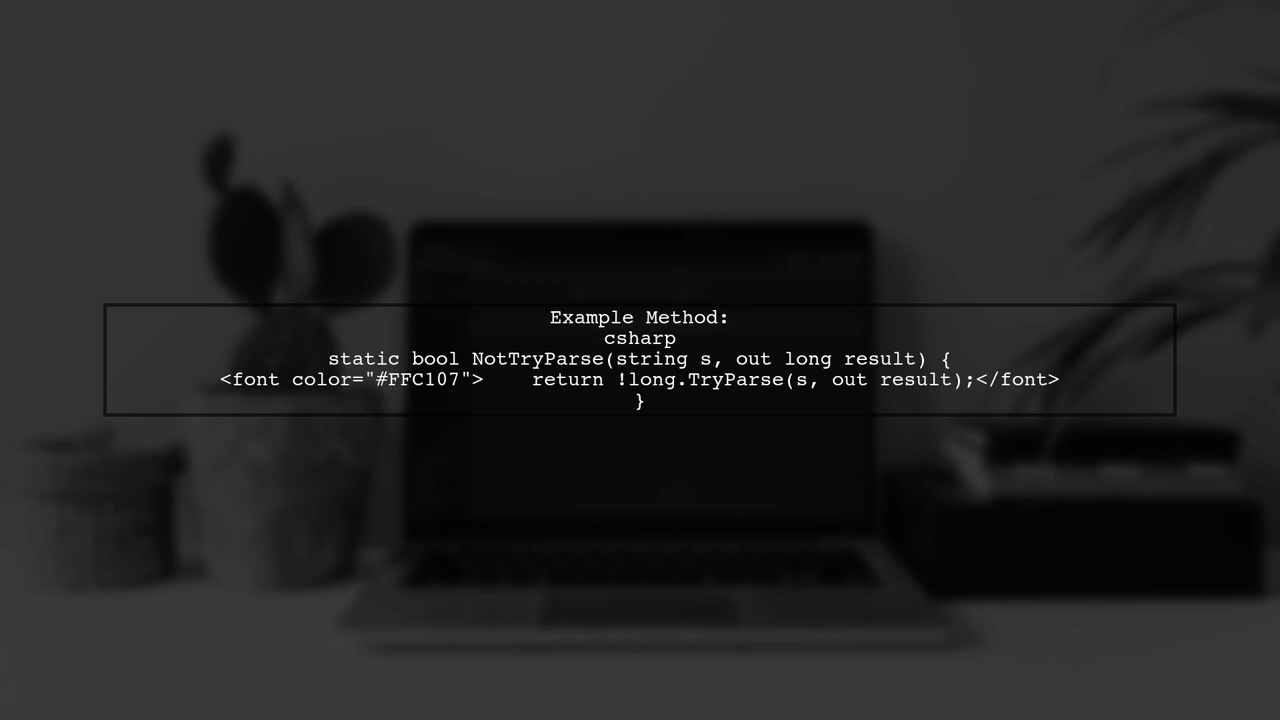 Example Method:
csharp
static bool NotTryParse(string s, out long result) {
<font color="#FFC107">    return !long.TryParse(s, out result);</font>
}